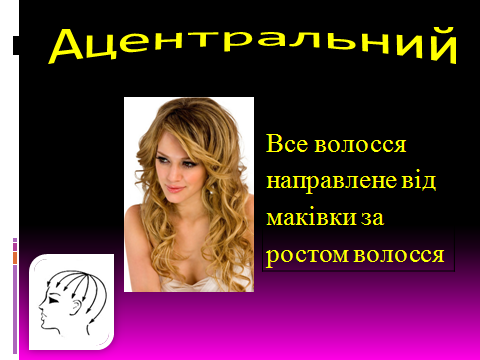 Ацентральний
Все волосся
направлене від
маківки за
ростом волосся